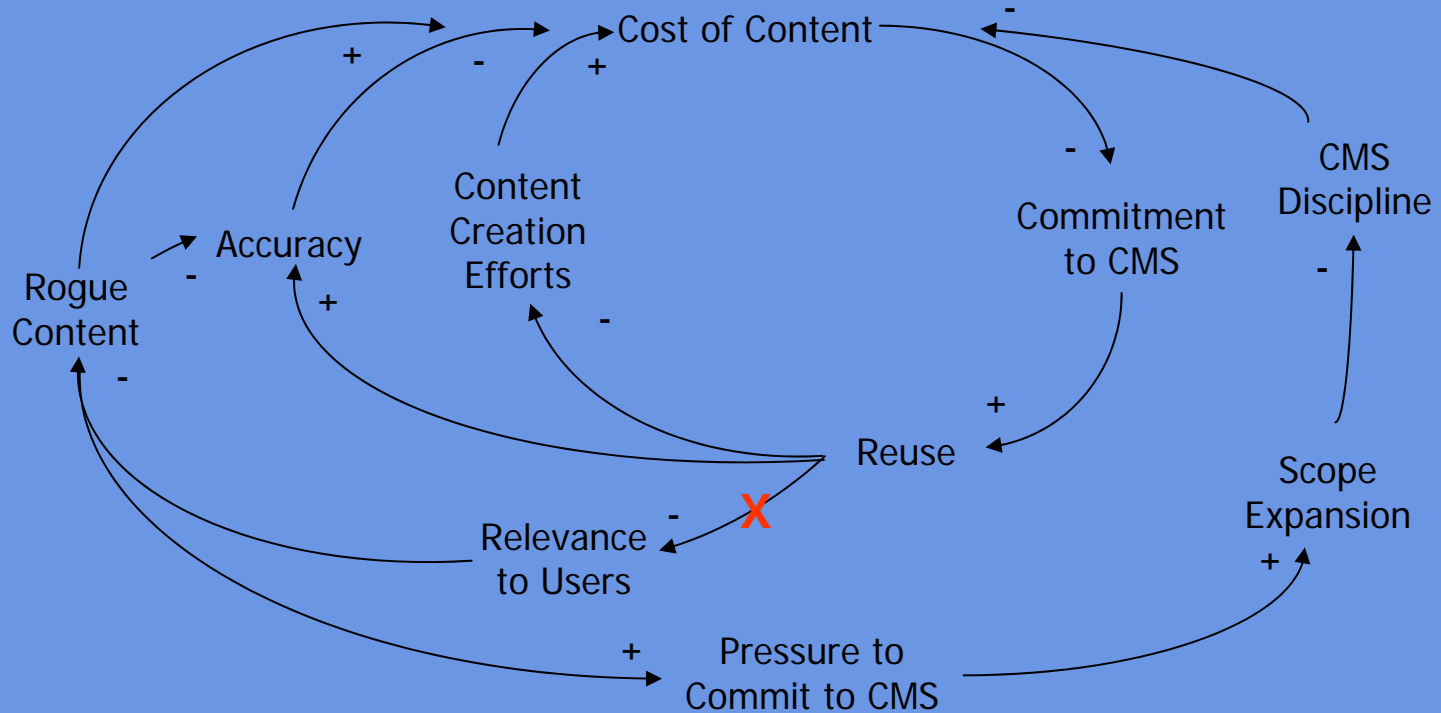 -
Cost of Content
+
-
+
-
CMS
Discipline
Content
Creation
Efforts
Commitment
to CMS
Accuracy
-
-
Rogue
Content
+
-
-
+
Reuse
Scope
Expansion
X
-
Relevance
to Users
+
+
Pressure to
Commit to CMS